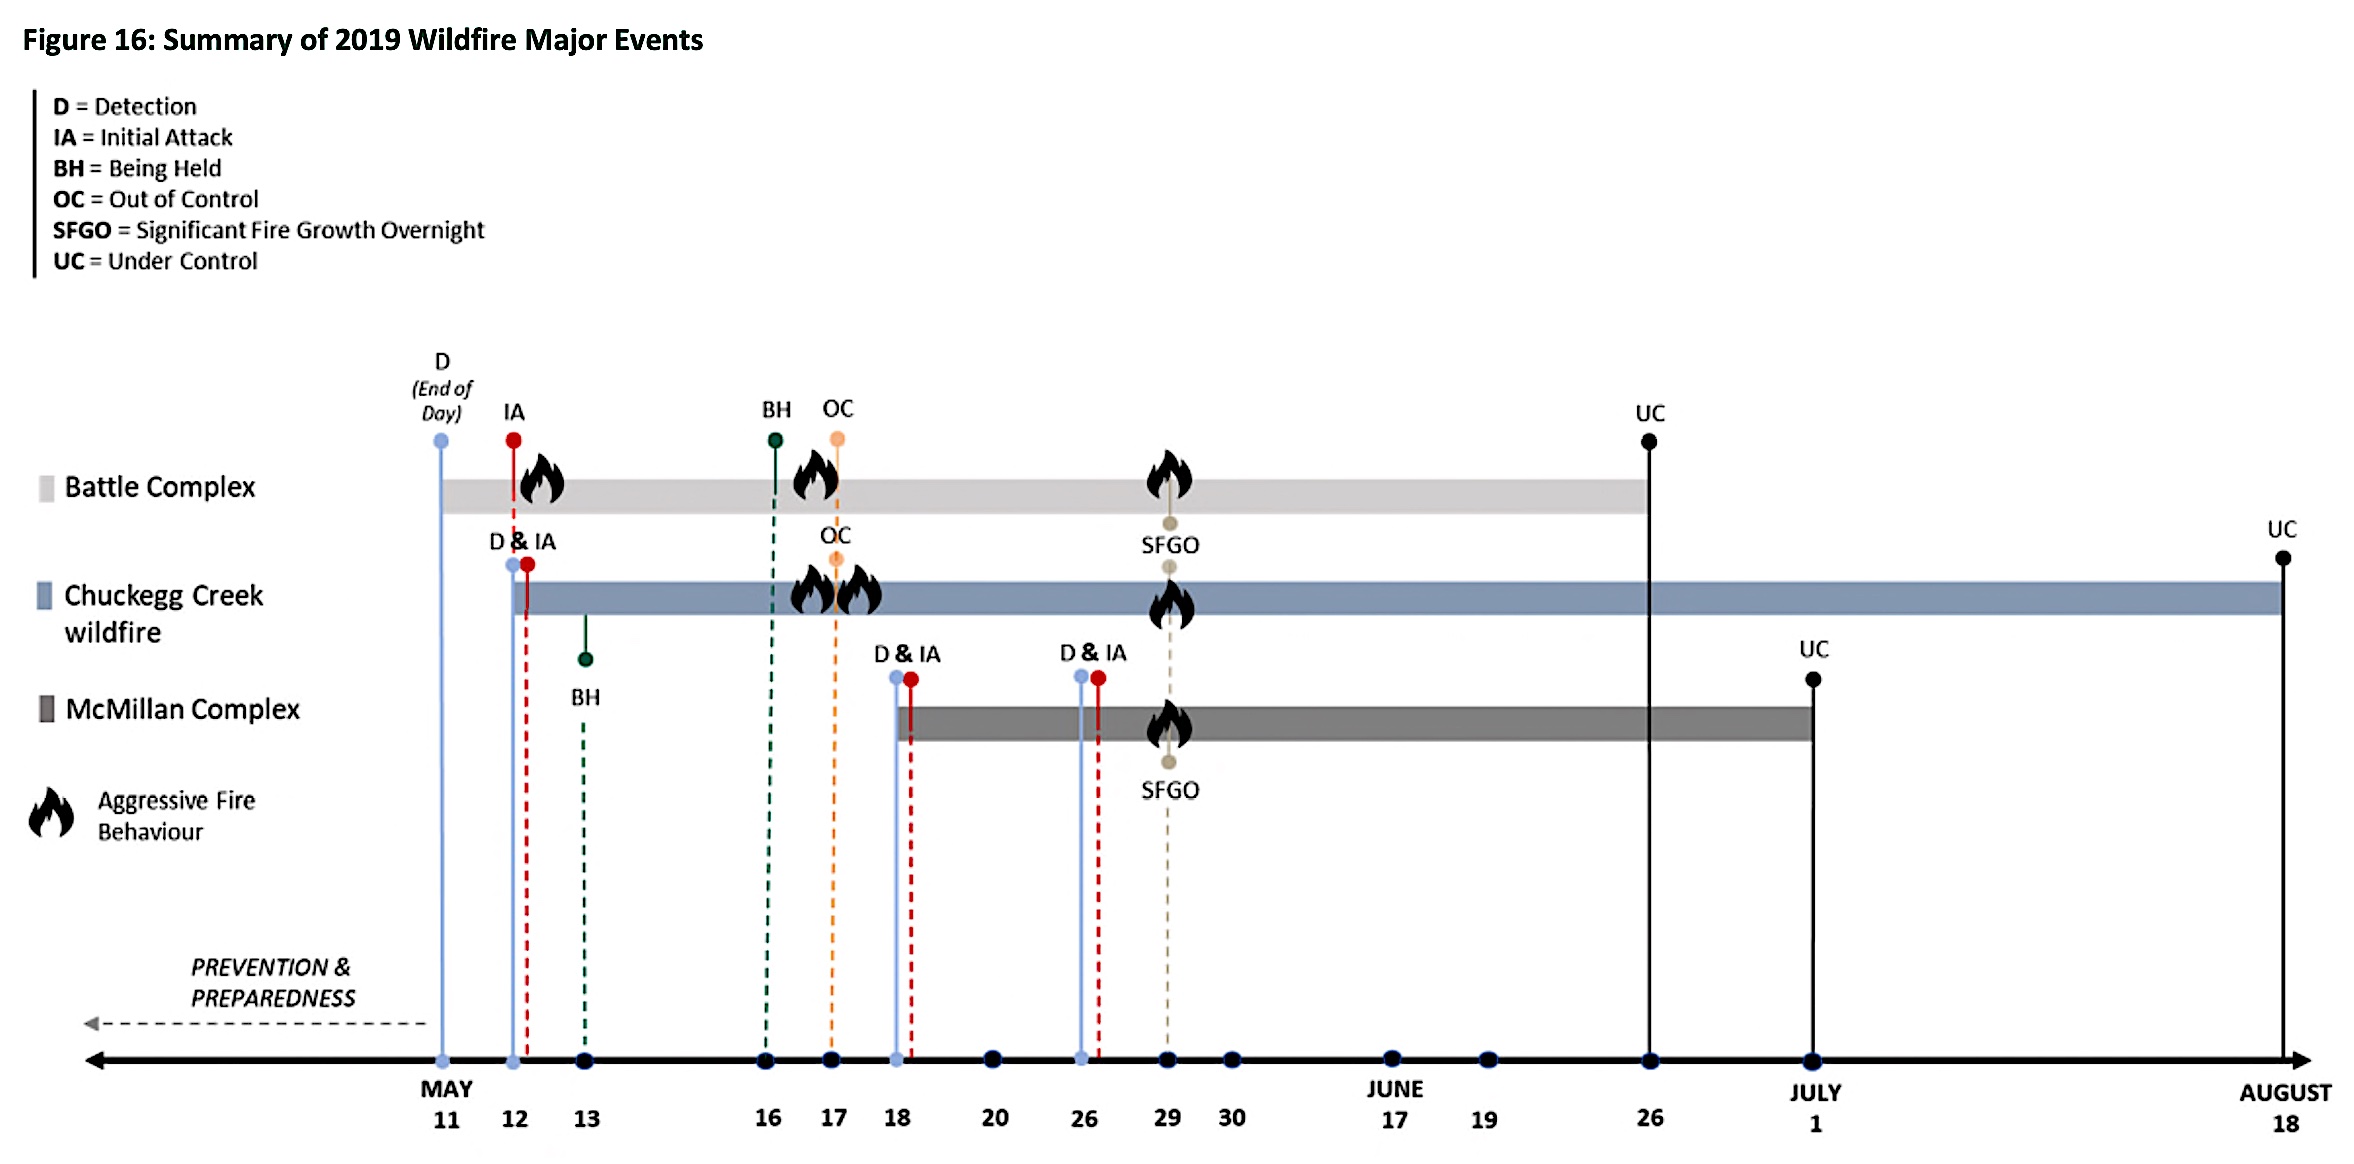 Figure 16: Summary of 2019 Wildfire Major Events
D = Detection
IA = Initial Attack
BH = Being Held
OC = Out of Control
SFGO = Significant Fire Growth Overnight
UC = Under Control
D
(End of
Day)
IA
BH
OC
UC
Battle Complex
D & IA
OC
SFGO
UC
Chuckegg Creek
wildfire
BH
D & IA
D & IA
UC
McMillan Complex
SFGO
Aggressive Fire
Behaviour
PREVENTION &
PREPAREDNESS
MAY
11
12
13
16
17
18
20
26
29
30
JUNE
17
19
26
JULY
1
AUGUST
18